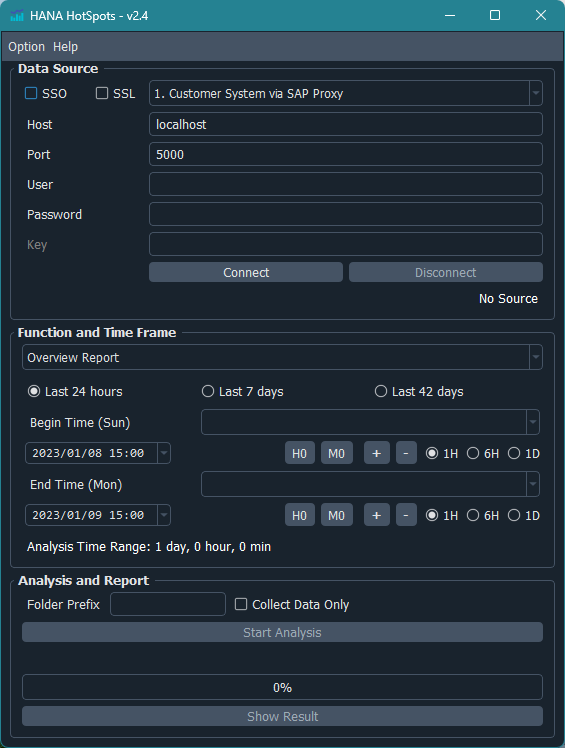 HANA HotSpots - v2.4
Option Help
Data Source
SSO SSL 1. Customer System via SAP Proxy
Host localhost
Port 5000
User
Password
Key
Connect Disconnect
No Source
Function and Time Frame
Overview Report
Last 24 hours Last 7 days Last 42 days
Begin Time (Sun)
2023/01/08 15:00 H0 M0 + - 1H 6H 1D
End Time (Mon)
2023/01/09 15:00 H0 M0 + - 1H 6H 1D
Analysis Time Range: 1 day, 0 hour, 0 min
Analysis and Report
Folder Prefix Collect Data Only
Start Analysis
0%
Show Result